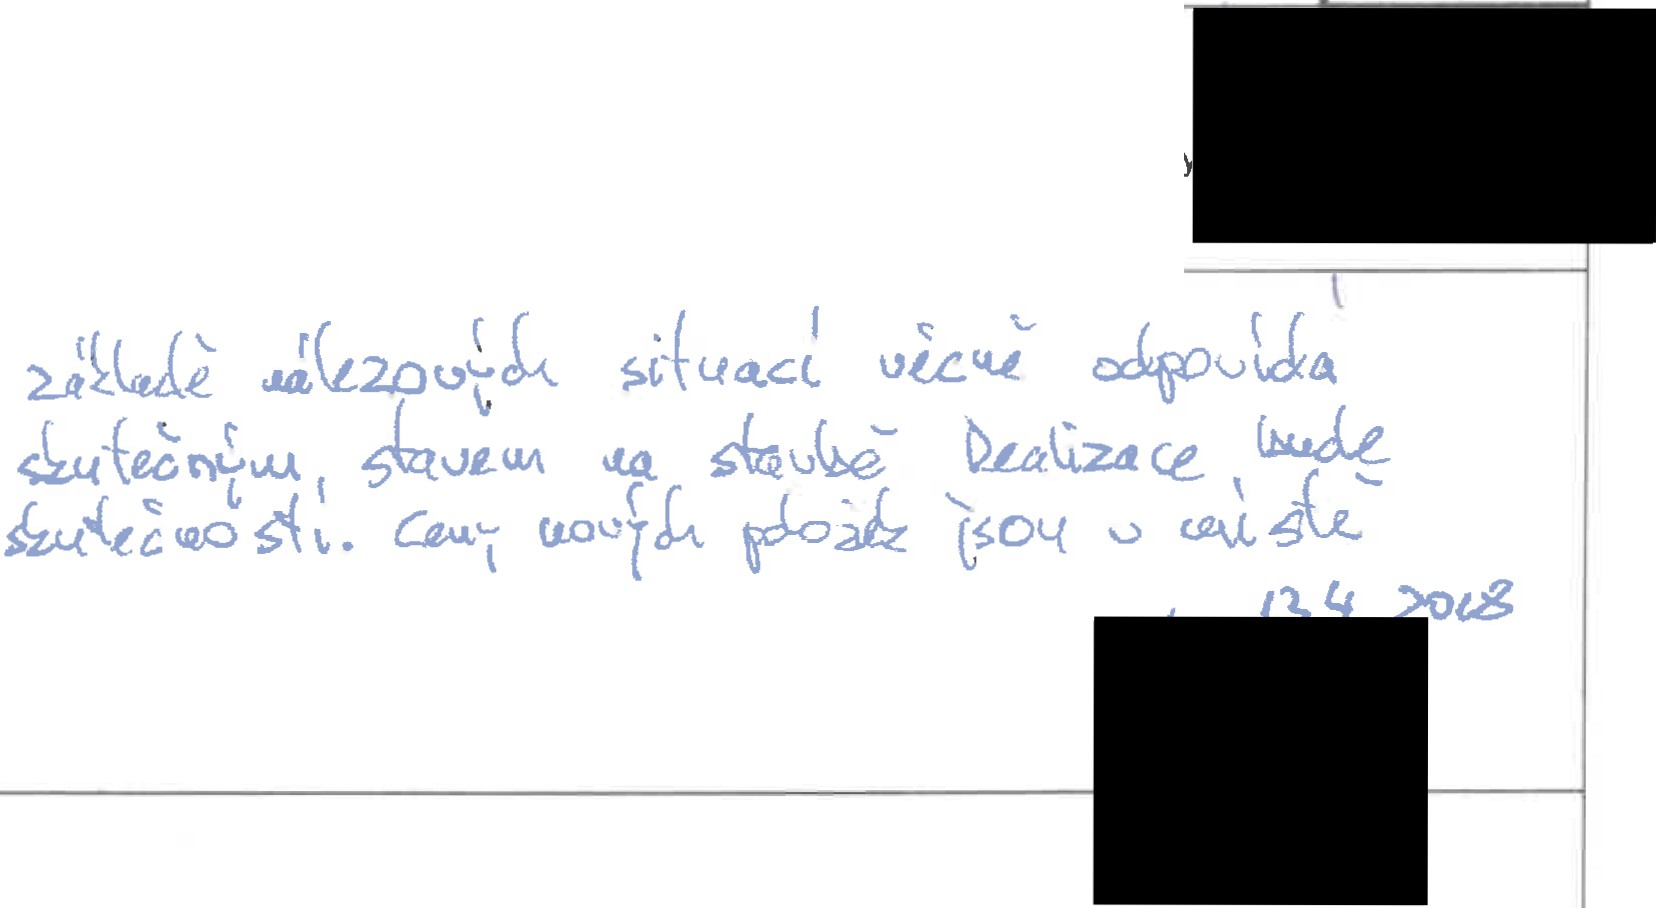 y
základě nálezových situací věcně odpovídá
skutečným stavem na stavbě Realizace bude
skutečnosti. Ceny nových položek jsou v místě
13.4 2018